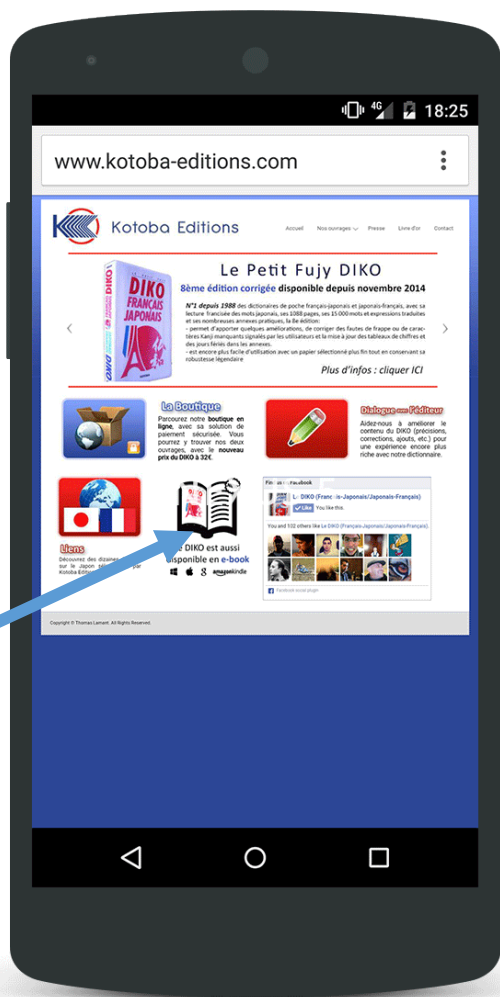 4G 18:25
www.kotoba-editions.com
Kotoba Editions
Accueil Nos ouvrages Presse Livre d'or Contact
Le Petit Fujy DIKO
8ème édition corrigée disponible depuis novembre 2014
N°1 depuis 1988 des dictionaires de poche français-japonais et japonais-français, avec sa
lecture francisée des mots japonais, ses 1088 pages, ses 15 000 mots et expressions traduites
et ses nombreuses annexes pratiques, la 8e édition:
- permet d'apporter quelques améliorations, de corriger des fautes de frappe ou de carac-
tères Kanji manquants signalés par les utilisateurs et la mise à jour des tableaux de chiffres et
des jours fériés dans les annexes.
- est encore plus facile d'utilisation avec un papier sélectionné plus fin tout en conservant sa
robustesse légendaire
Plus d'infos : cliquer ICI
DIKO
FRANÇAIS
JAPONAIS
DIKO
La Boutique
Parcourez notre boutique en
ligne, avec sa solution de
paiement sécurisée. Vous
pourrez y trouver nos deux
ouvrages, avec le nouveau
prix du DIKO à 32€.
Dialogue avec l'éditeur
Aidez-nous à améliorer le
contenu du DIKO (précisions,
corrections, ajouts, etc.) pour
une expérience encore plus
riche avec notre dictionnaire.
Liens
Découvrez des dizaines
sur le Japon par
Kotoba Edit
DIKO est aussi
disponible en e-book
amazonkindle
Facebook
DIKO (Franc is-Japonais/Japonais-Français)
Like You like this.
You and 102 others like Le DIKO (Français-Japonais/Japonais-Français).
Facebook social plugin
Copyright © Thomas Lamant. All Rights Reserved.